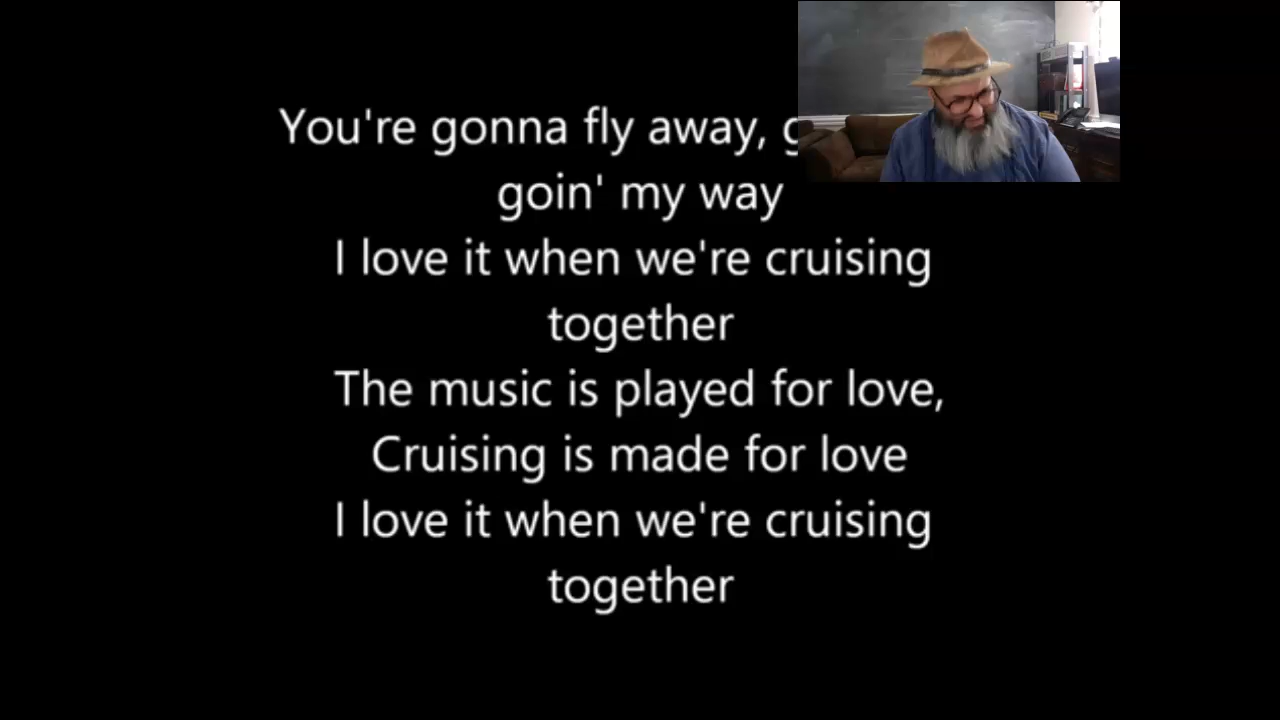 You're gonna fly away,
goin' my way
I love it when we're cruising
together
The music is played for love,
Cruising is made for love
I love it when we're cruising
together